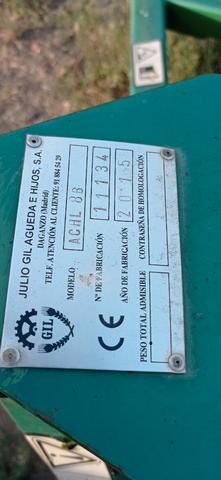 JULIO GIL AGUEDA E HIJOS, S.A.
DAGANZO (Madrid)
TELF. ATENCIÓN AL CLIENTE: 91 884 54 29
GIL
MODELO ACHL 8B
Nº DE FABRICACIÓN 11134
AÑO DE FABRICACIÓN 2015
CE
CONTRASEÑA DE HOMOLOGACIÓN
PESO TOTAL ADMISIBLE